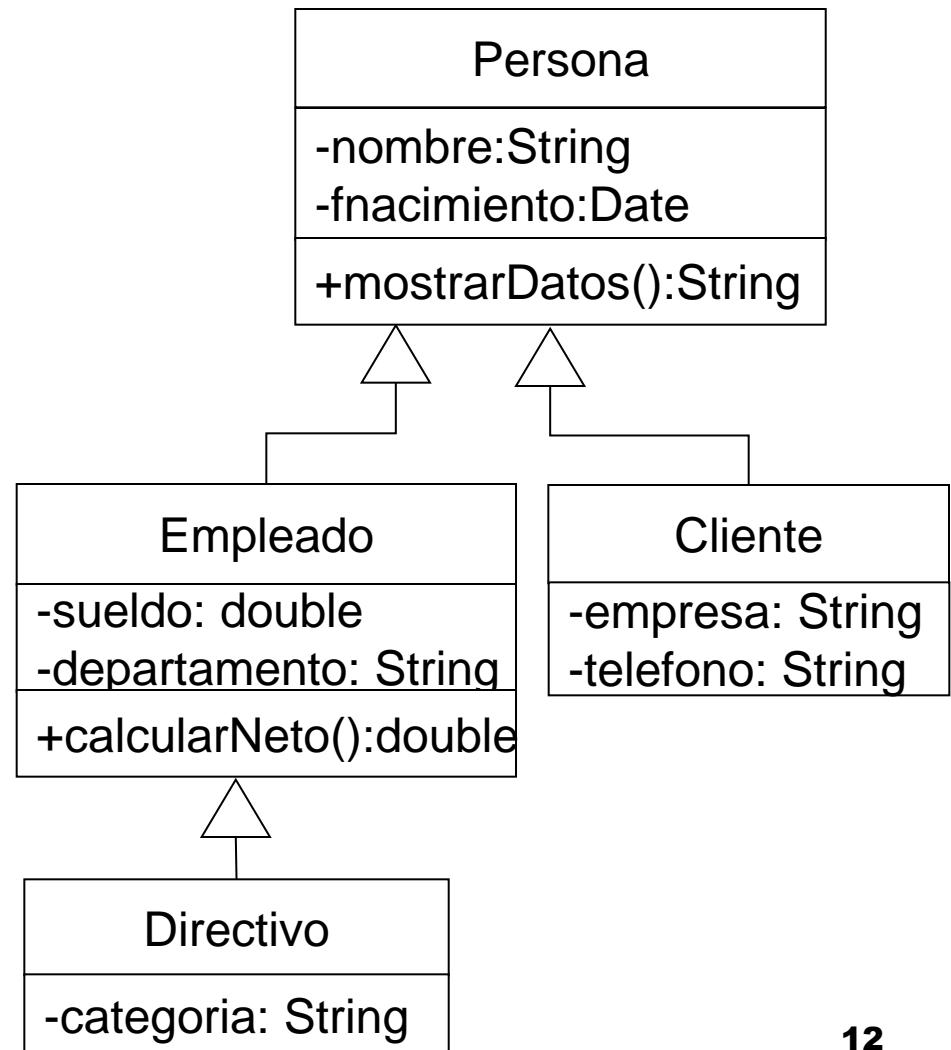 Persona
-nombre:String
-fnacimiento:Date
+mostrarDatos():String
Empleado
-sueldo: double
-departamento: String
+calcularNeto():double
Cliente
-empresa: String
-telefono: String
Directivo
-categoria: String
12